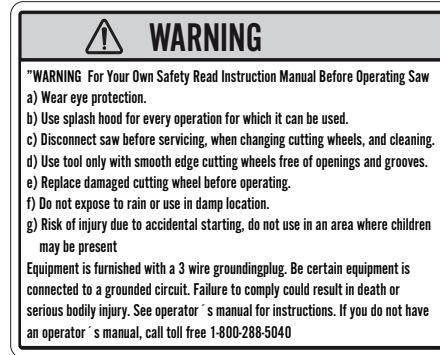 WARNING
”WARNING For Your Own Safety Read Instruction Manual Before Operating Saw
a) Wear eye protection.
b) Use splash hood for every operation for which it can be used.
c) Disconnect saw before servicing, when changing cutting wheels, and cleaning.
d) Use tool only with smooth edge cutting wheels free of openings and grooves.
e) Replace damaged cutting wheel before operating.
f) Do not expose to rain or use in damp location.
g) Risk of injury due to accidental starting, do not use in an area where children
may be present
Equipment is furnished with a 3 wire groundingplug. Be certain equipment is
connected to a grounded circuit. Failure to comply could result in death or
serious bodily injury. See operator´s manual for instructions. If you do not have
an operator´s manual, call toll free 1-800-288-5040